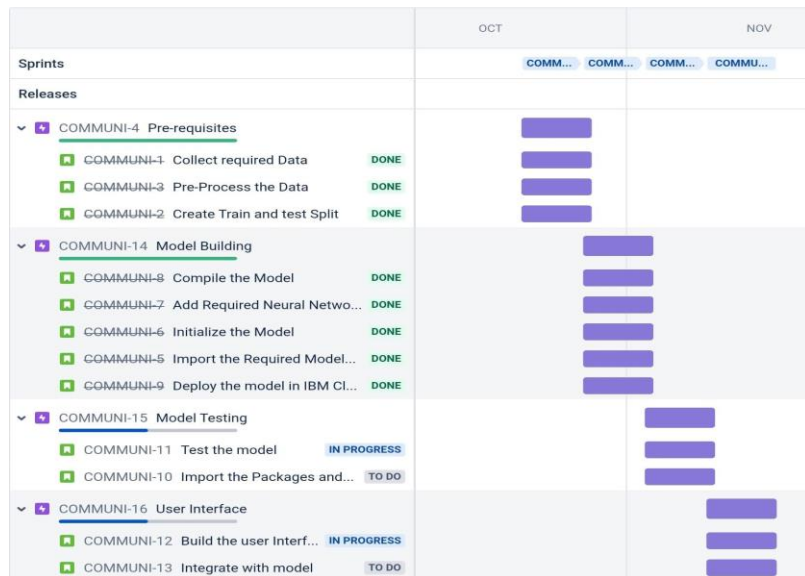 OCT NOV
Sprints COMM... COMM... COMM... COMMU...
Releases
COMMUNI-4 Pre-requisites
COMMUNI-1 Collect required Data DONE
COMMUNI-3 Pre-Process the Data DONE
COMMUNI-2 Create Train and test Split DONE
COMMUNI-14 Model Building
COMMUNI-8 Compile the Model DONE
COMMUNI-7 Add Required Neural Netwo... DONE
COMMUNI-6 Initialize the Model DONE
COMMUNI-5 Import the Required Model... DONE
COMMUNI-9 Deploy the model in IBM Cl... DONE
COMMUNI-15 Model Testing
COMMUNI-11 Test the model IN PROGRESS
COMMUNI-10 Import the Packages and... TO DO
COMMUNI-16 User Interface
COMMUNI-12 Build the user Interf... IN PROGRESS
COMMUNI-13 Integrate with model TO DO